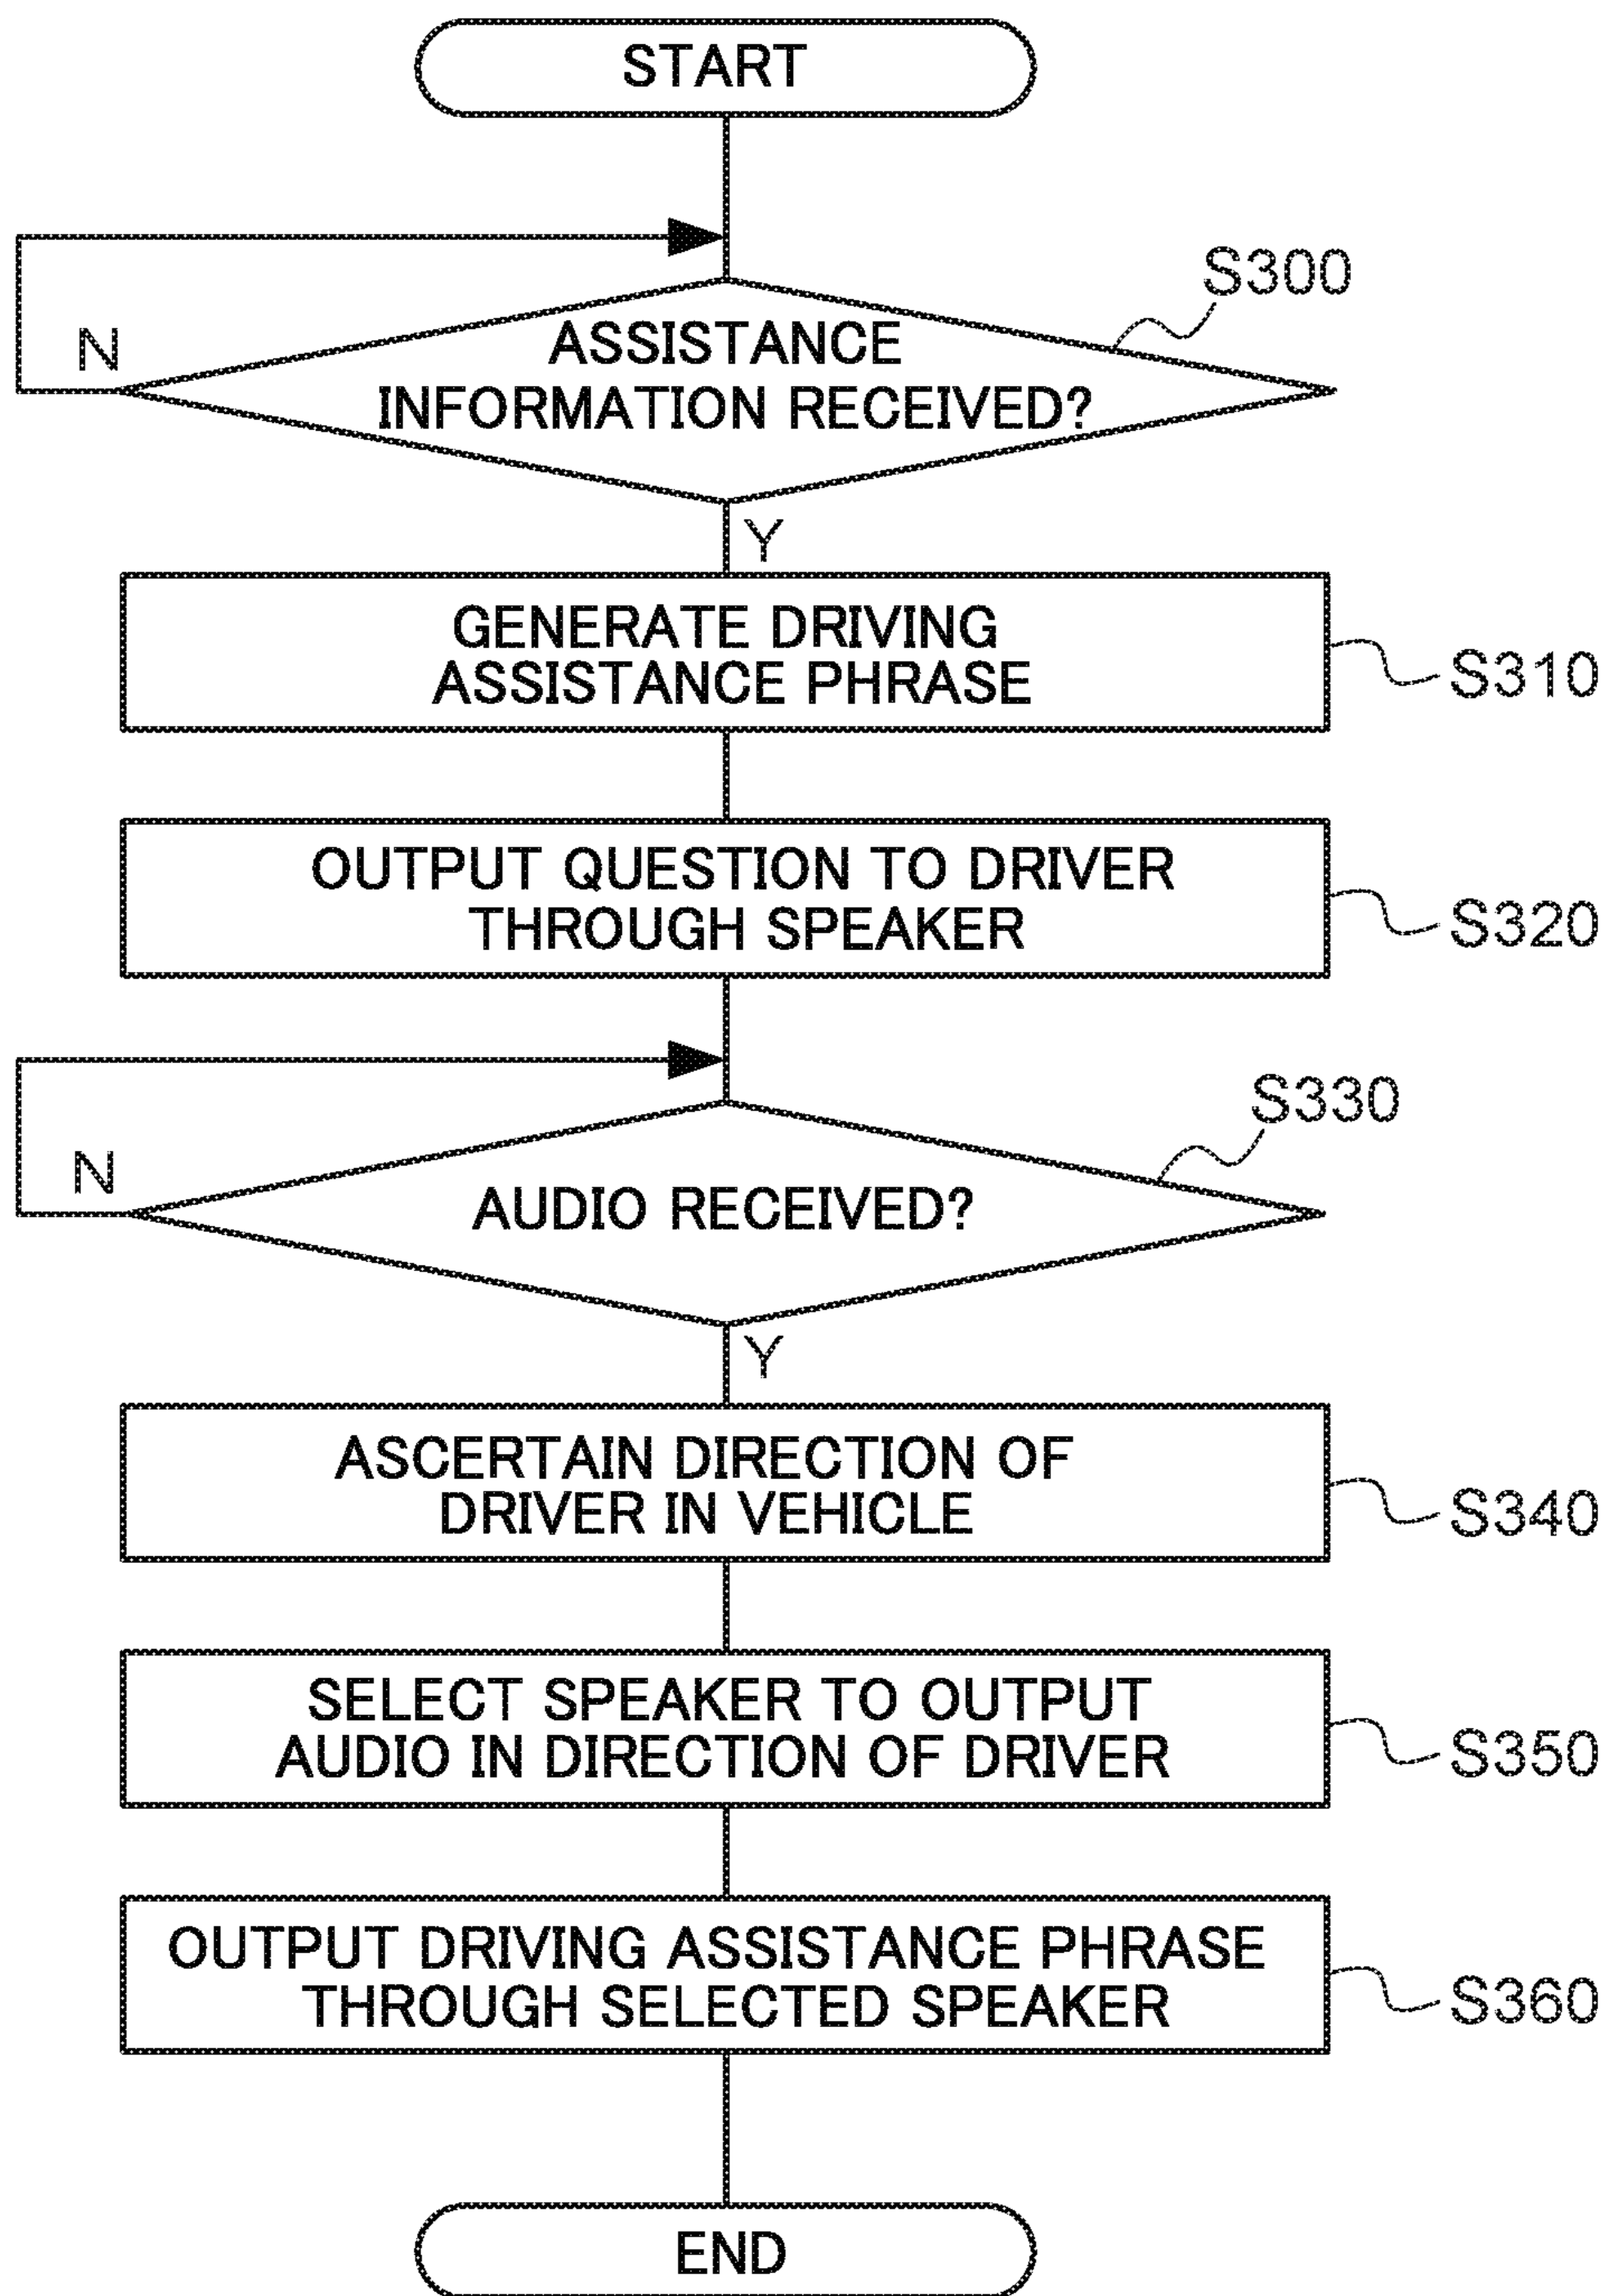 START
S300
ASSISTANCE
INFORMATION RECEIVED?
N
Y
GENERATE DRIVING
ASSISTANCE PHRASE
S310
OUTPUT QUESTION TO DRIVER
THROUGH SPEAKER
S320
S330
N
AUDIO RECEIVED?
Y
ASCERTAIN DIRECTION OF
DRIVER IN VEHICLE
S340
SELECT SPEAKER TO OUTPUT
AUDIO IN DIRECTION OF DRIVER
S350
OUTPUT DRIVING ASSISTANCE PHRASE
THROUGH SELECTED SPEAKER
S360
END